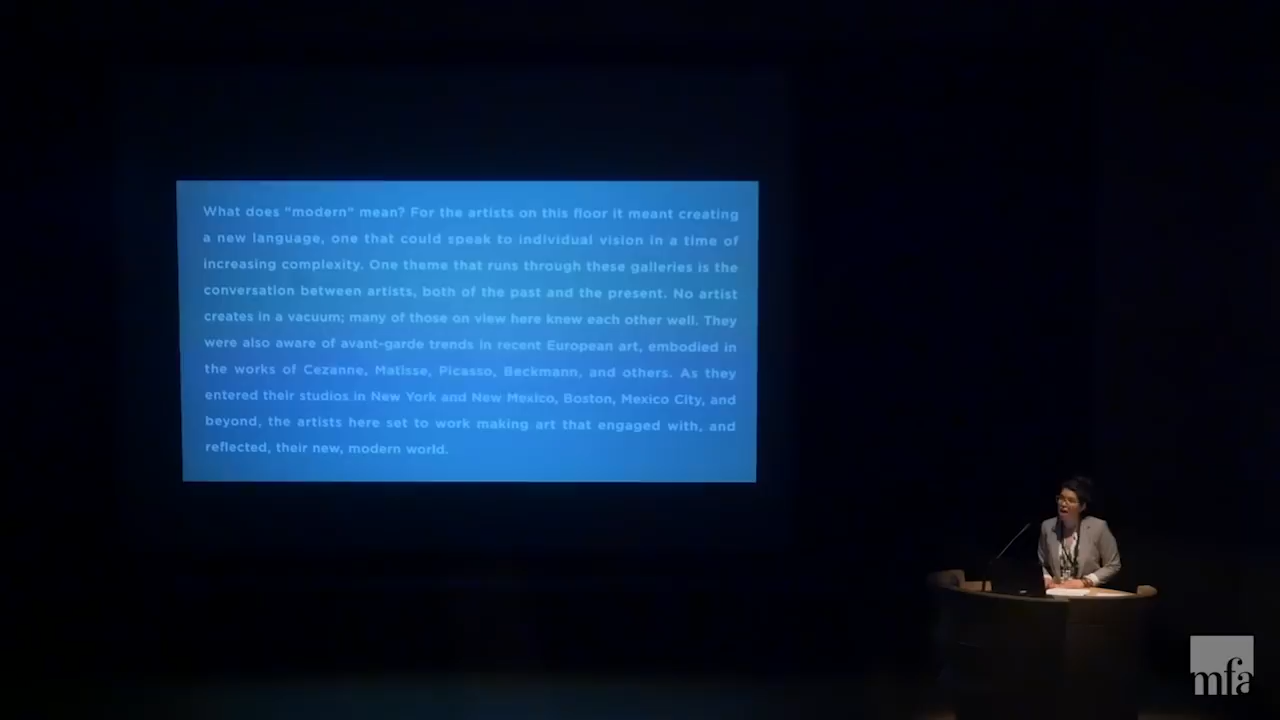 What does "modern" mean? For the artists on this floor it meant creating
a new language, one that could speak to individual vision in a time of
increasing complexity. One theme that runs through these galleries is the
conversation between artists, both of the past and the present. No artist
creates in a vacuum; many of those on view here knew each other well. They
were also aware of avant-garde trends in recent European art, embodied in
the works of Cezanne, Matisse, Picasso, Beckmann, and others. As they
entered their studios in New York and New Mexico, Boston, Mexico City, and
beyond, the artists here set to work making art that engaged with, and
reflected, their new, modern world.
mfa